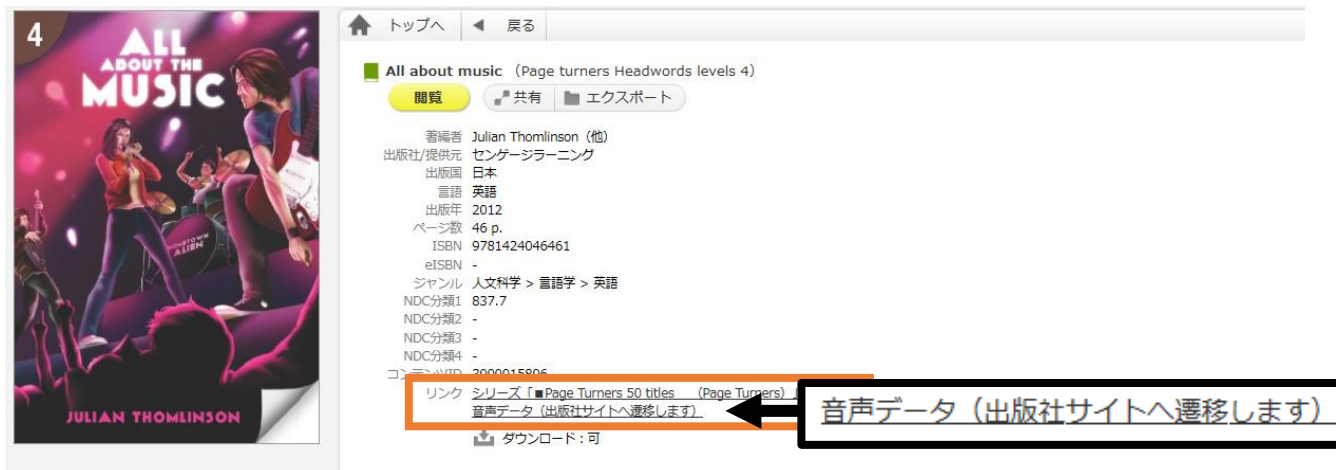 4
ALL
ABOUT THE
MUSIC
HOMETOWN
ALIEN
JULIAN THOMLINSON
トップへ ◀ 戻る
All about music (Page turners Headwords levels 4)
閲覧 共有 エクスポート
著編者 Julian Thomlinson（他）
出版社/提供元 センゲージラーニング
出版国 日本
言語 英語
出版年 2012
ページ数 46 p.
ISBN 9781424046461
eISBN -
ジャンル 人文科学 > 言語学 > 英語
NDC分類1 837.7
NDC分類2 -
NDC分類3 -
NDC分類4 -
コンテンツID 3000015806
リンク シリーズ「■Page Turners 50 titles （Page Turners）」
音声データ（出版社サイトへ遷移します）
音声データ（出版社サイトへ遷移します）
ダウンロード：可